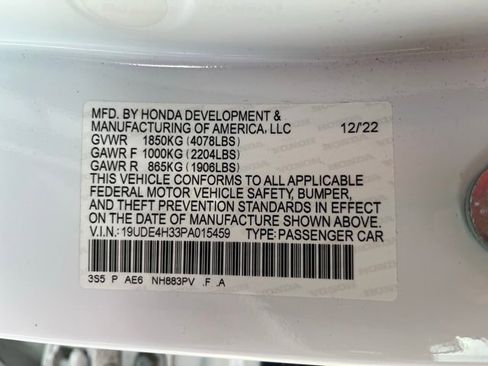 MFD. BY HONDA DEVELOPMENT &
MANUFACTURING OF AMERICA, LLC 12/'22
GVWR 1850KG (4078LBS)
GAWR F 1000KG (2204LBS)
GAWR R 865KG (1906LBS)
THIS VEHICLE CONFORMS TO ALL APPLICABLE
FEDERAL MOTOR VEHICLE SAFETY, BUMPER,
AND THEFT PREVENTION STANDARDS IN EFFECT
ON THE DATE OF MANUFACTURE SHOWN ABOVE.
V.I.N.: 19UDE4H33PA015459 TYPE: PASSENGER CAR
3S5 P AE6 NH883PV .F .A